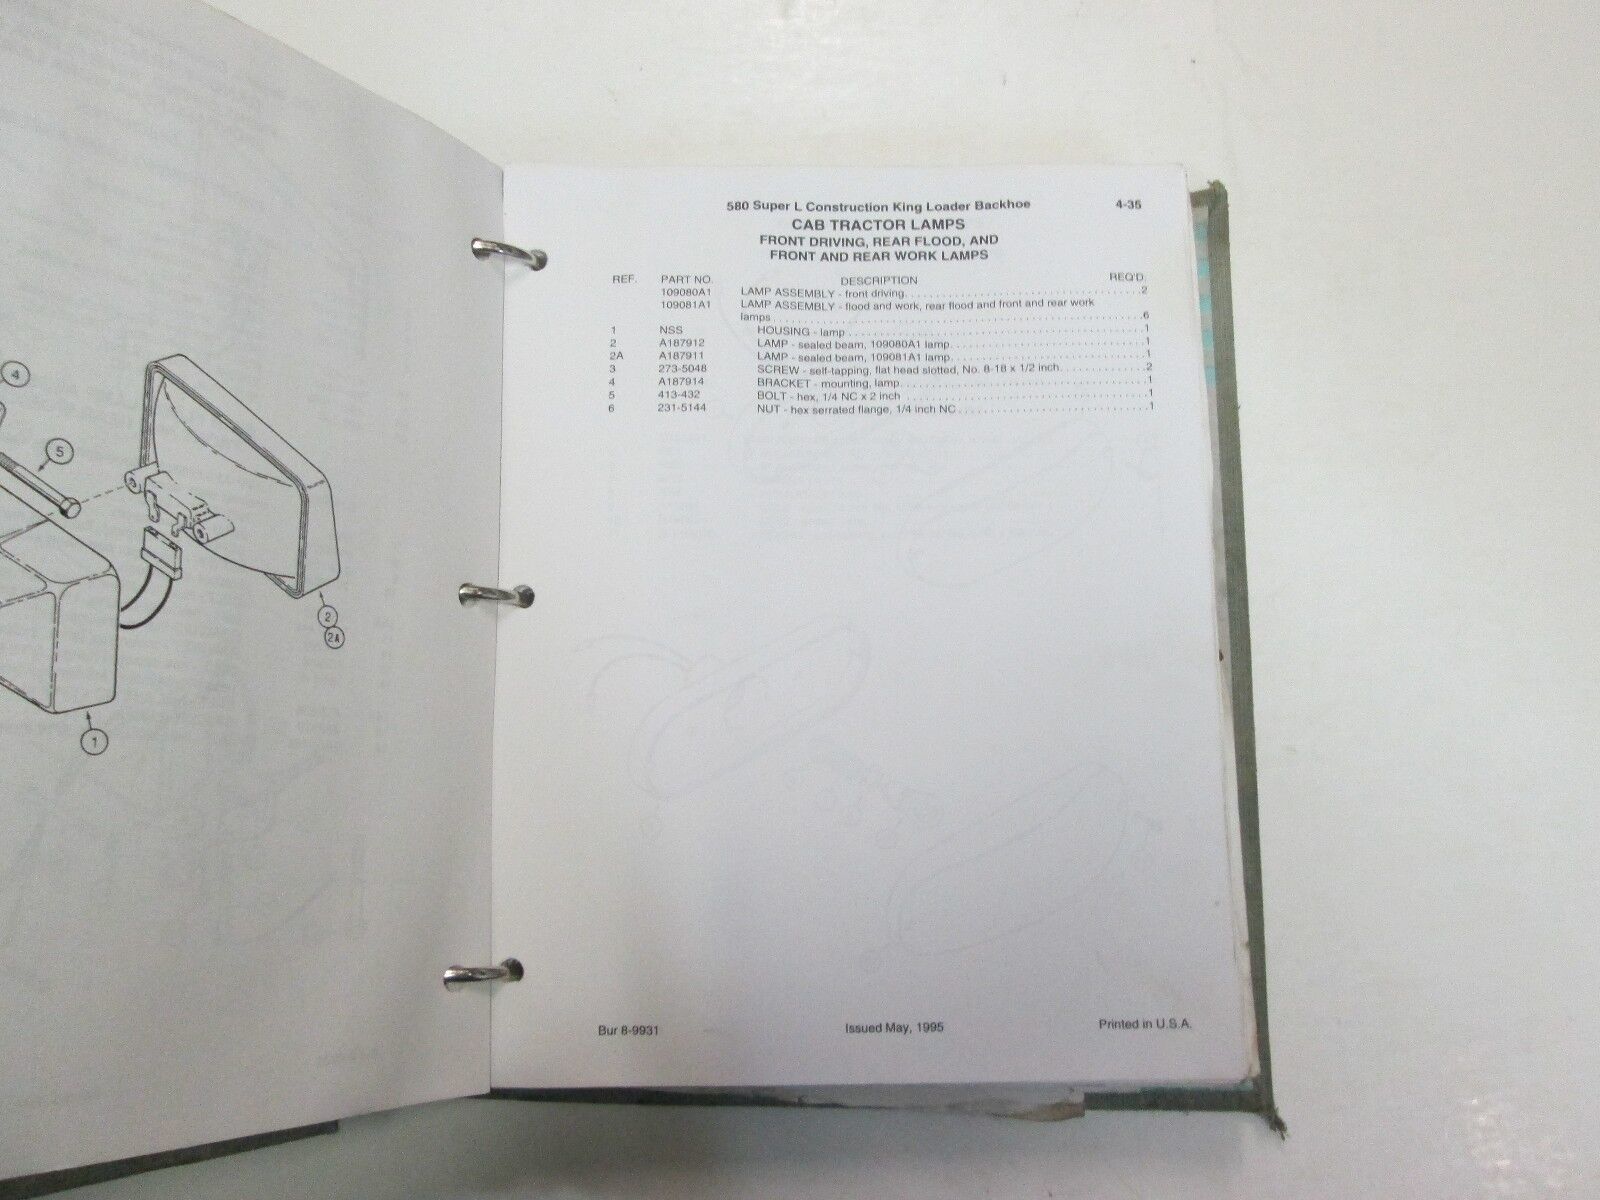 4
5
2
2A
1
580 Super L Construction King Loader Backhoe 4-35
CAB TRACTOR LAMPS
FRONT DRIVING, REAR FLOOD, AND
FRONT AND REAR WORK LAMPS
REF. PART NO. DESCRIPTION REQ'D.
109080A1 LAMP ASSEMBLY - front driving. . . . . . . . . . . . . . . . . . . . . . . . . . . . . . . . . . . . .2
109081A1 LAMP ASSEMBLY - flood and work, rear flood and front and rear work
lamps . . . . . . . . . . . . . . . . . . . . . . . . . . . . . . . . . . . . . . . . . . . . . . . . . . . . . . . . .6
1 NSS HOUSING - lamp . . . . . . . . . . . . . . . . . . . . . . . . . . . . . . . . . . . . . . . . . . . . .1
2 A187912 LAMP - sealed beam, 109080A1 lamp. . . . . . . . . . . . . . . . . . . . . . . . . . . . . .1
2A A187911 LAMP - sealed beam, 109081A1 lamp. . . . . . . . . . . . . . . . . . . . . . . . . . . . . .1
3 273-5048 SCREW - self-tapping, flat head slotted, No. 8-18 x 1/2 inch. . . . . . . . . . . . . .2
4 A187914 BRACKET - mounting, lamp. . . . . . . . . . . . . . . . . . . . . . . . . . . . . . . . . . . . .1
5 413-432 BOLT - hex, 1/4 NC x 2 inch . . . . . . . . . . . . . . . . . . . . . . . . . . . . . . . . . . . . .1
6 231-5144 NUT - hex serrated flange, 1/4 inch NC . . . . . . . . . . . . . . . . . . . . . . . . . . . . .1
Bur 8-9931 Issued May, 1995 Printed in U.S.A.